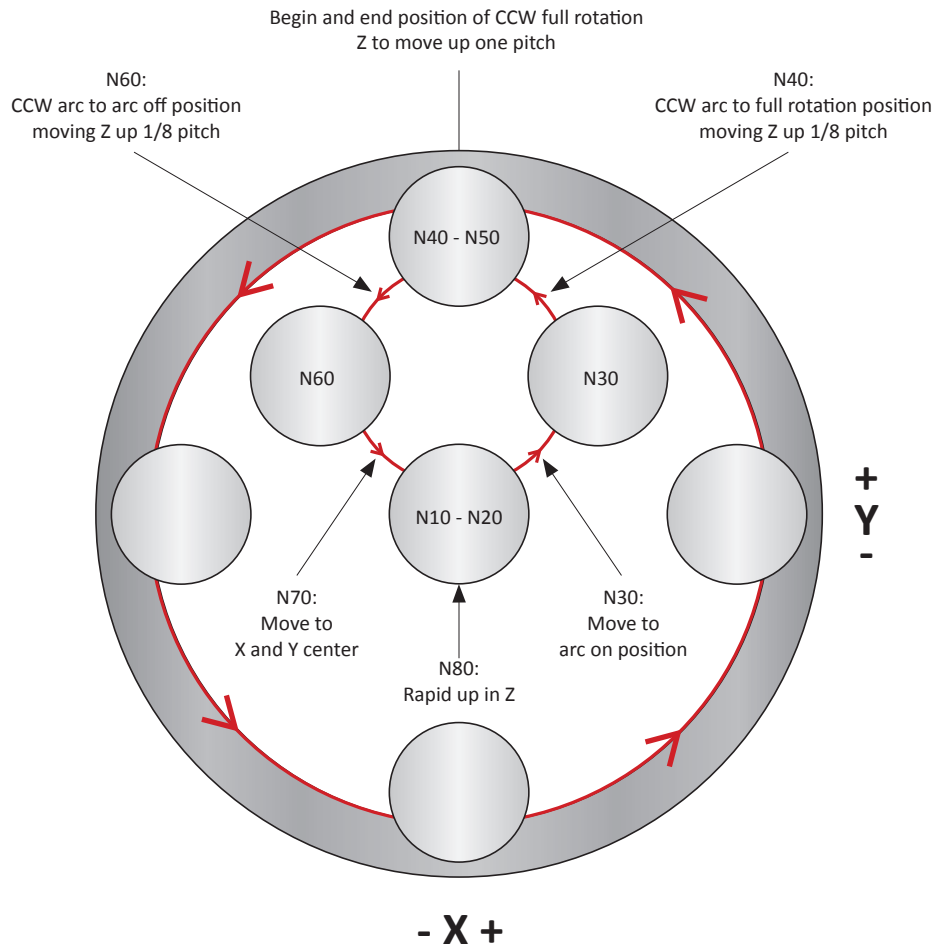 Begin and end position of CCW full rotation
Z to move up one pitch
N60:
CCW arc to arc off position
moving Z up 1/8 pitch
N40:
CCW arc to full rotation position
moving Z up 1/8 pitch
N40 - N50
N60
N30
N10 - N20
+
Y
-
N70:
Move to
X and Y center
N30:
Move to
arc on position
N80:
Rapid up in Z
- X +